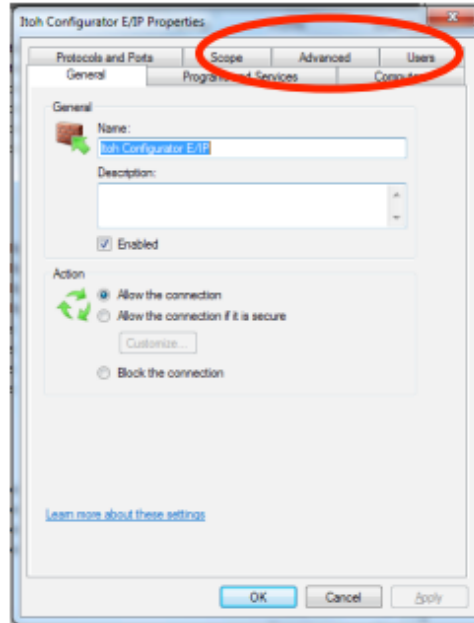 Itoh Configurator E/IP Properties
Protocols and Ports Scope Advanced Users
General Programs and Services Computers
General
Name:
Itoh Configurator E/IP
Description:
Enabled
Action
Allow the connection
Allow the connection if it is secure
Customize...
Block the connection
Learn more about these settings
OK Cancel Apply